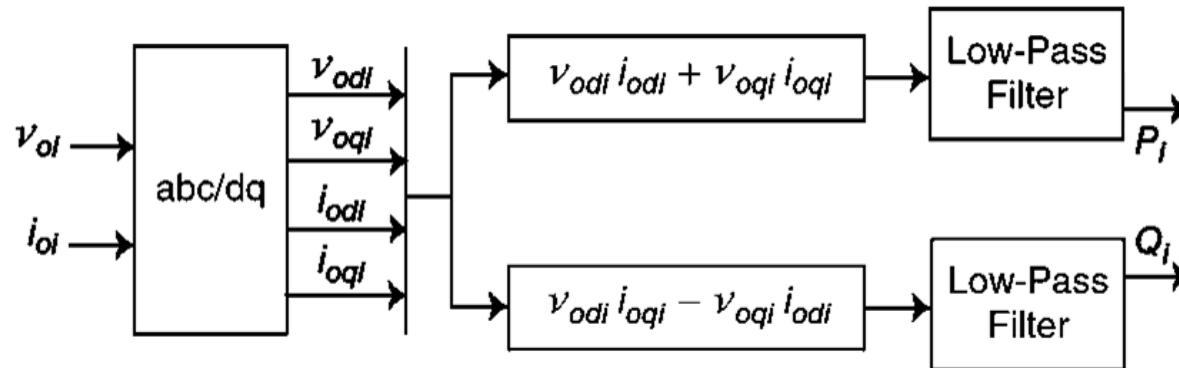 v_oi
i_oi
abc/dq
v_odi
v_oqi
i_odi
i_oqi
v_odi i_odi + v_oqi i_oqi
Low-Pass
Filter
P_i
v_odi i_oqi − v_oqi i_odi
Low-Pass
Filter
Q_i